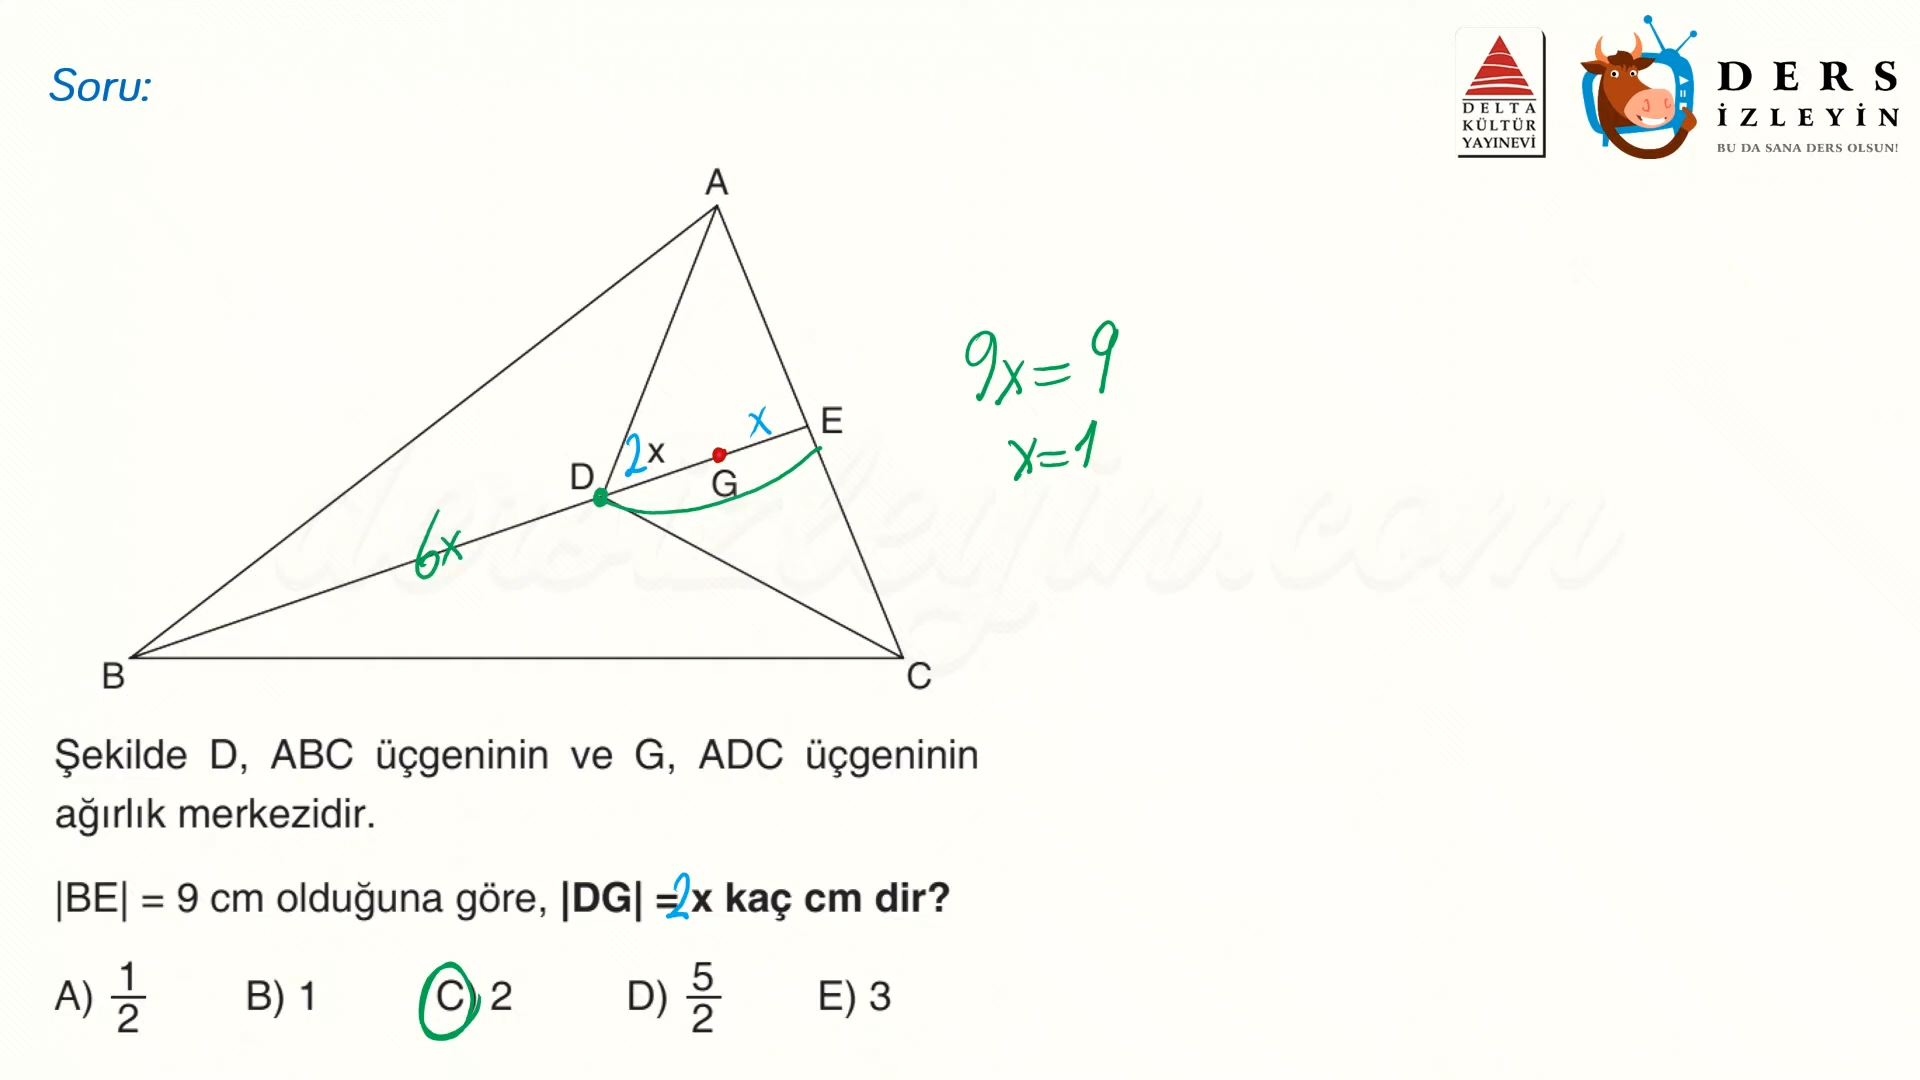 Soru:
DELTA
KÜLTÜR
YAYINEVİ
DERS
İZLEYİN
BU DA SANA DERS OLSUN!
A
9x = 9
x
E
2x
x=1
D
G
6x
dersizleyin.com
B
C
Şekilde D, ABC üçgeninin ve G, ADC üçgeninin
ağırlık merkezidir.
|BE| = 9 cm olduğuna göre, |DG| =2x kaç cm dir?
A) 1/2 B) 1 C) 2 D) 5/2 E) 3